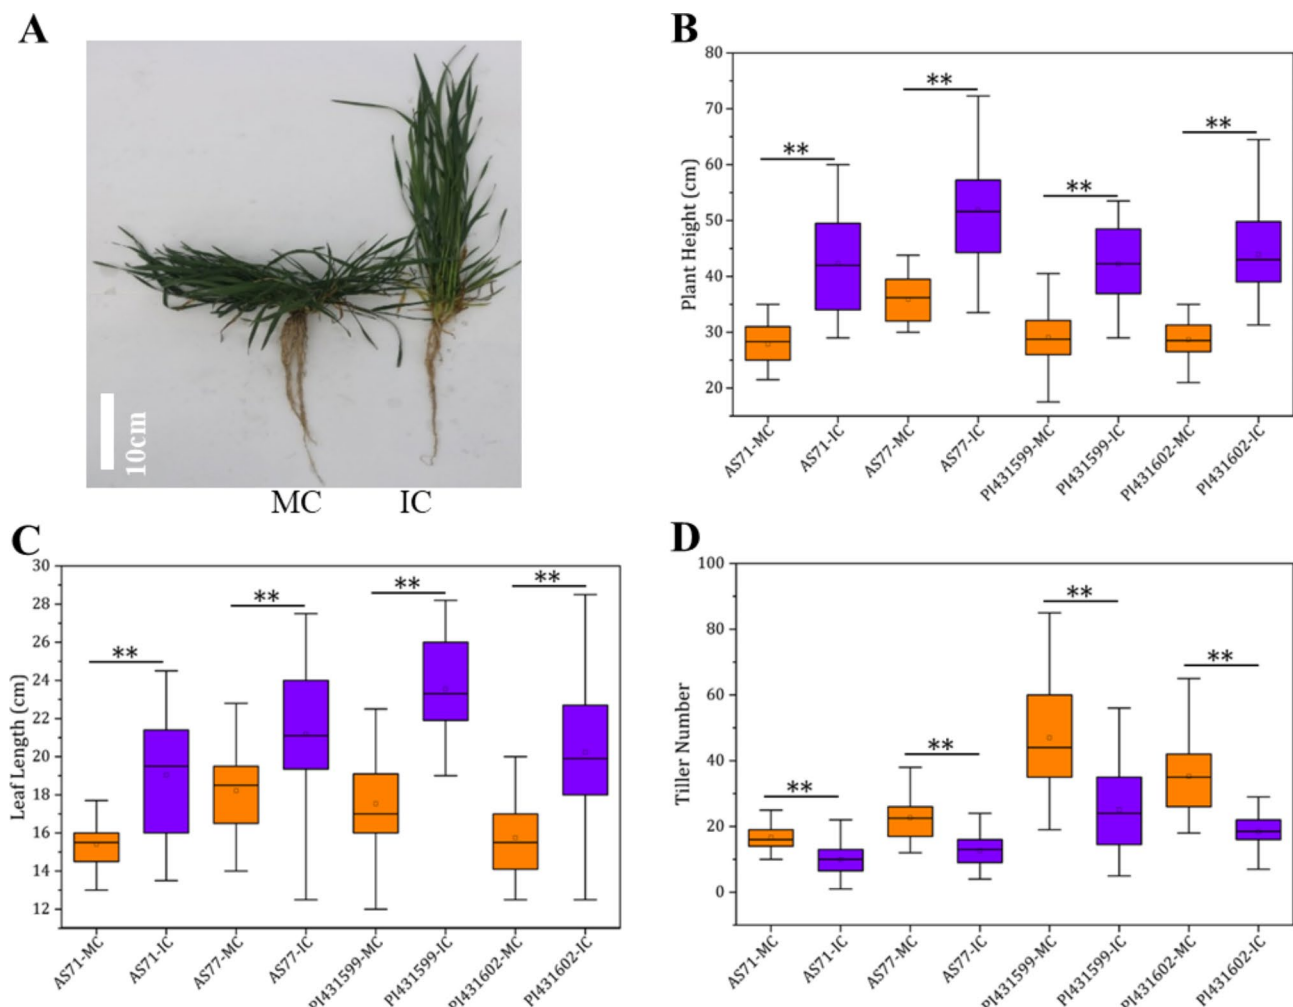 A
10cm
MC IC
B
80
70
60
50
40
30
20
Plant Height (cm)
**
**
**
**
AS71-MC
AS71-IC
AS77-MC
AS77-IC
PI431599-MC
PI431599-IC
PI431602-MC
PI431602-IC
C
30
28
26
24
22
20
18
16
14
12
Leaf Length (cm)
**
**
**
**
AS71-MC
AS71-IC
AS77-MC
AS77-IC
PI431599-MC
PI431599-IC
PI431602-MC
PI431602-IC
D
100
80
60
40
20
0
Tiller Number
**
**
**
**
AS71-MC
AS71-IC
AS77-MC
AS77-IC
PI431599-MC
PI431599-IC
PI431602-MC
PI431602-IC